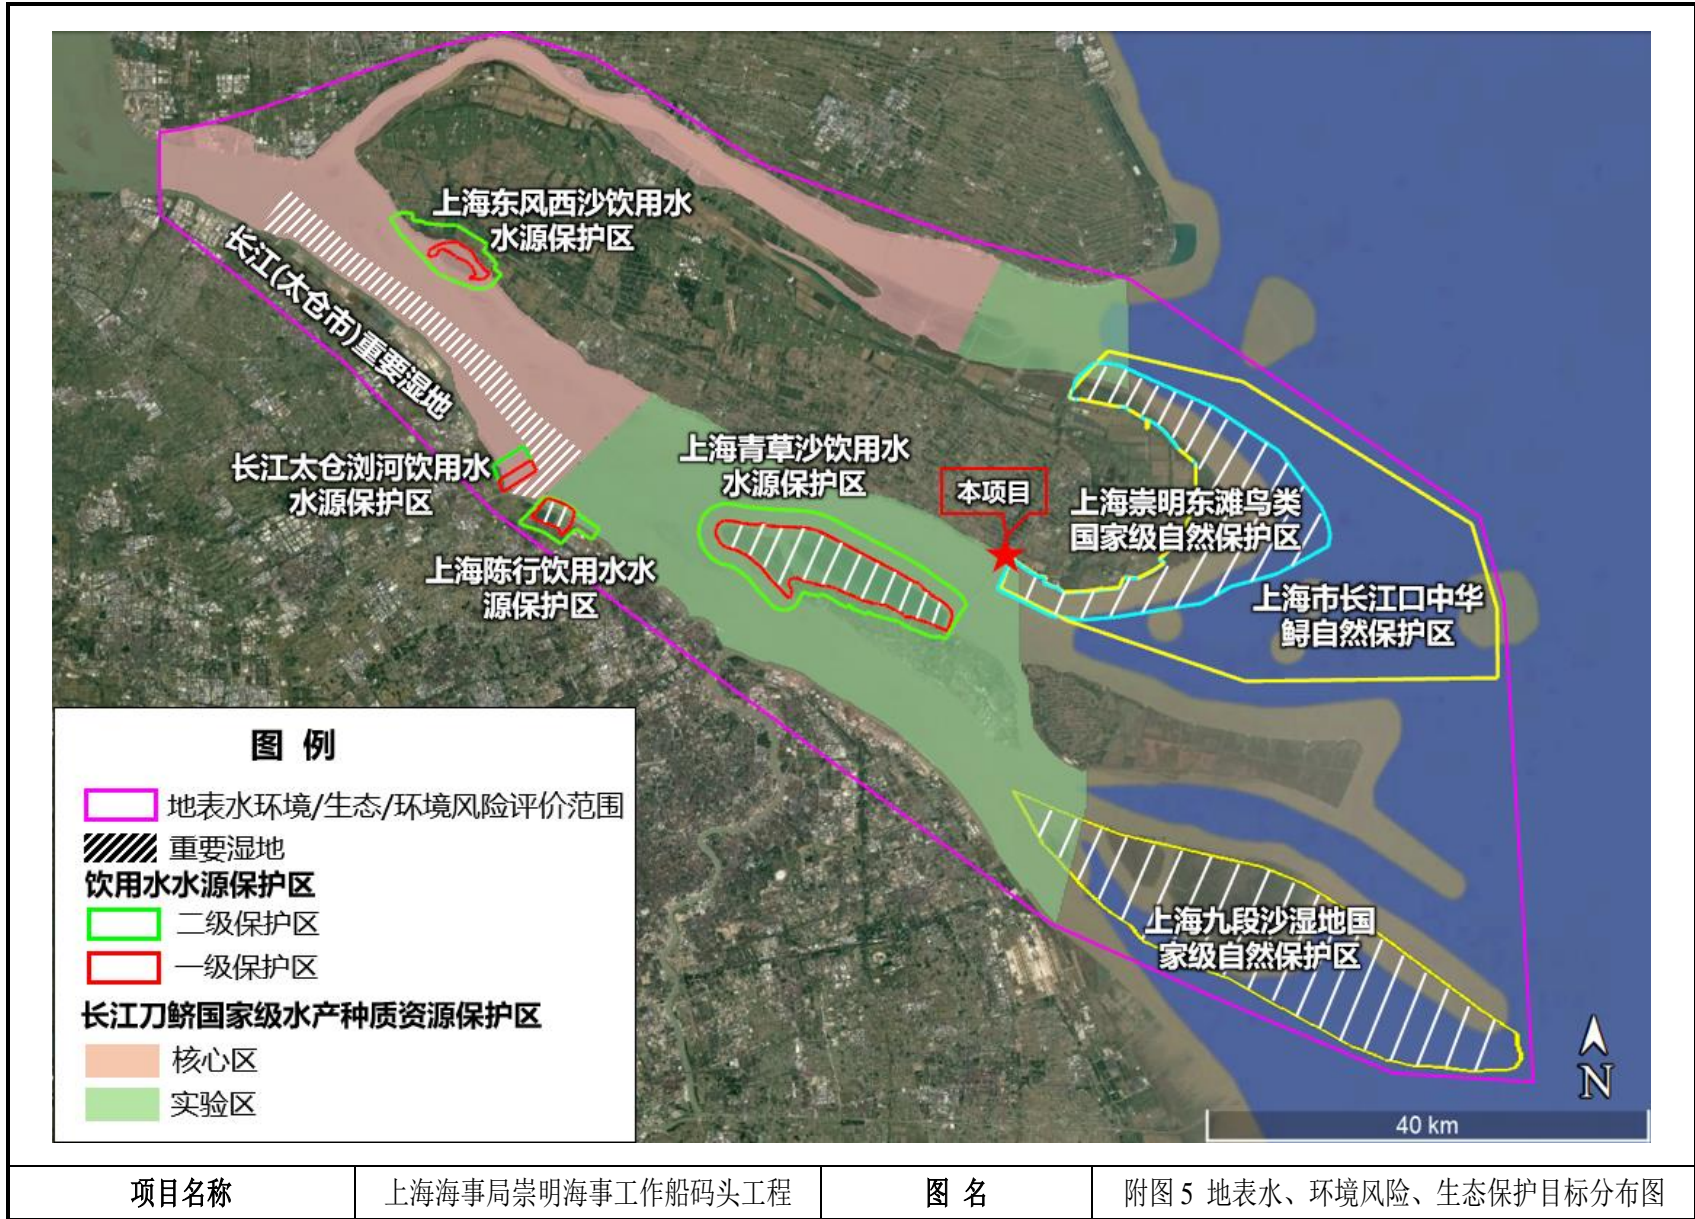 上海东风西沙饮用水
水源保护区
长江(太仓市)重要湿地
上海青草沙饮用水
水源保护区
长江太仓浏河饮用水
水源保护区
本项目
上海崇明东滩鸟类
国家级自然保护区
上海陈行饮用水水
源保护区
上海市长江口中华
鲟自然保护区
图 例
地表水环境/生态/环境风险评价范围
重要湿地
饮用水水源保护区
二级保护区
一级保护区
长江刀鲚国家级水产种质资源保护区
核心区
实验区
上海九段沙湿地国
家级自然保护区
N
40 km
项目名称
上海海事局崇明海事工作船码头工程
图 名
附图 5 地表水、环境风险、生态保护目标分布图